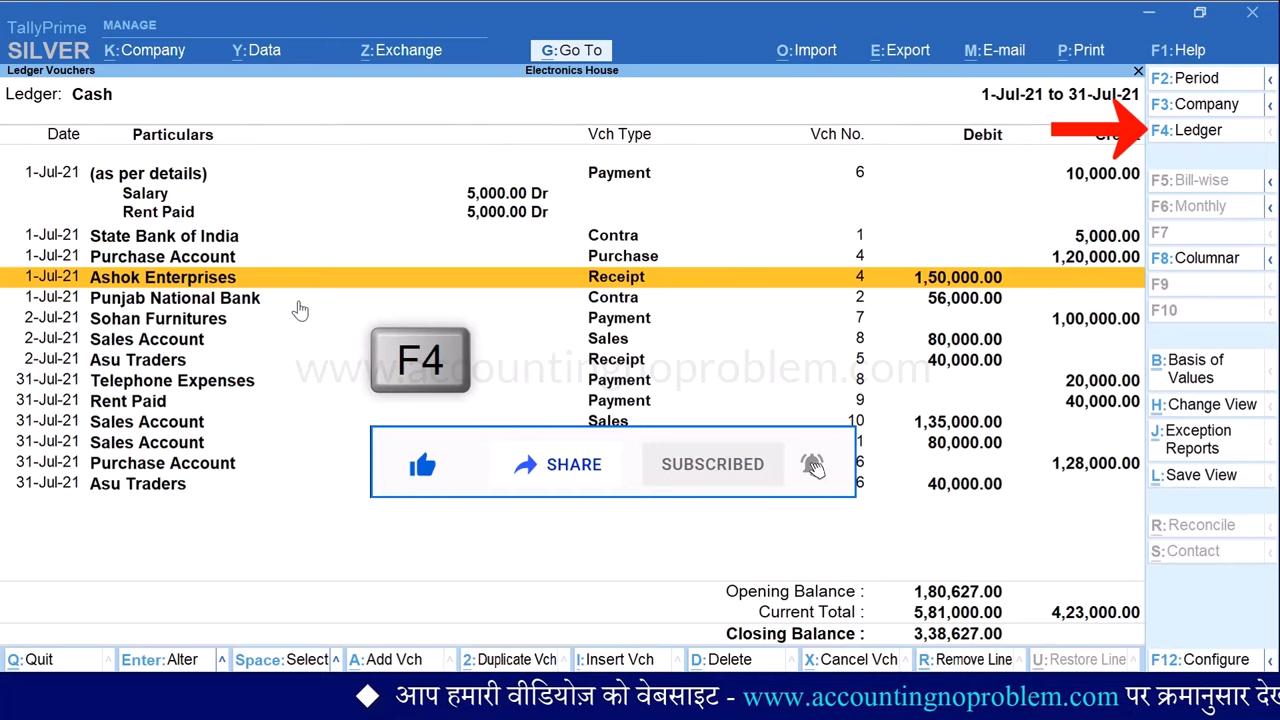 TallyPrime MANAGE
SILVER K:Company Y:Data Z:Exchange G:Go To O:Import E:Export M:E-mail P:Print F1:Help
Ledger Vouchers Electronics House
Ledger: Cash 1-Jul-21 to 31-Jul-21
Date Particulars Vch Type Vch No. Debit
1-Jul-21 (as per details) Payment 6 10,000.00
Salary 5,000.00 Dr
Rent Paid 5,000.00 Dr
1-Jul-21 State Bank of India Contra 1 5,000.00
1-Jul-21 Purchase Account Purchase 4 1,20,000.00
1-Jul-21 Ashok Enterprises Receipt 4 1,50,000.00
1-Jul-21 Punjab National Bank Contra 2 56,000.00
2-Jul-21 Sohan Furnitures Payment 7 1,00,000.00
2-Jul-21 Sales Account Sales 8 80,000.00
2-Jul-21 Asu Traders Receipt 5 40,000.00
31-Jul-21 Telephone Expenses Payment 8 20,000.00
31-Jul-21 Rent Paid Payment 9 40,000.00
31-Jul-21 Sales Account Sales 10 1,35,000.00
31-Jul-21 Sales Account 1 80,000.00
31-Jul-21 Purchase Account 6 1,28,000.00
31-Jul-21 Asu Traders 6 40,000.00
www.accountingnoproblem.com
F4
SHARE SUBSCRIBED
Opening Balance : 1,80,627.00
Current Total : 5,81,000.00 4,23,000.00
Closing Balance : 3,38,627.00
F2:Period
F3:Company
F4:Ledger
F5:Bill-wise
F6:Monthly
F7
F8:Columnar
F9
F10
B:Basis of
Values
H:Change View
J:Exception
Reports
L:Save View
R:Reconcile
S:Contact
Q:Quit Enter:Alter Space:Select A:Add Vch 2:Duplicate Vch I:Insert Vch D:Delete X:Cancel Vch R:Remove Line U:Restore Line F12:Configure
आप हमारी वीडियोज़ को वेबसाइट - www.accountingnoproblem.com पर क्रमानुसार